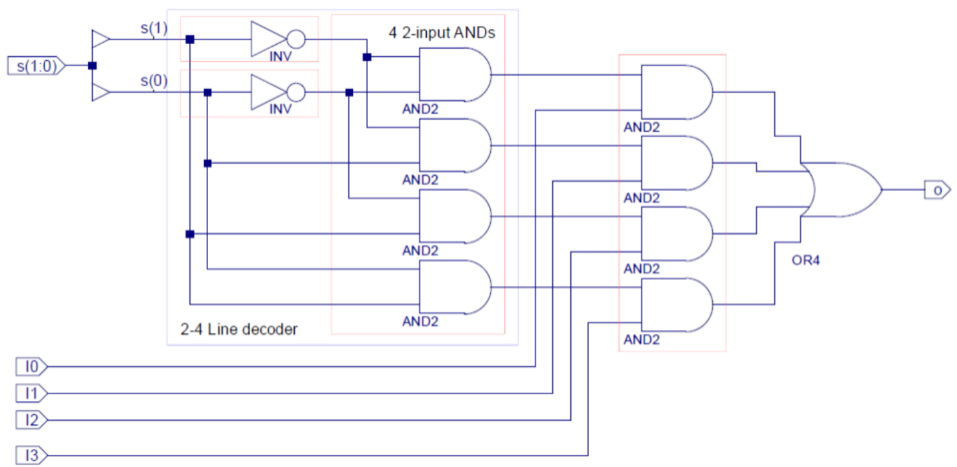 s(1)
4 2-input ANDs
INV
s(1:0)
s(0)
INV
AND2
AND2
AND2
AND2
AND2
AND2
AND2
AND2
OR4
o
2-4 Line decoder
I0
I1
I2
I3